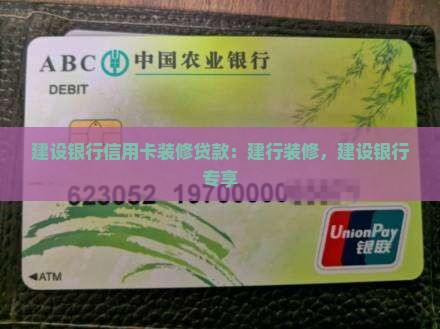 ABC 中国农业银行
DEBIT
建设银行信用卡装修贷款：建行装修，建设银行
专享
623052 19700000
UnionPay
银联
◀ATM